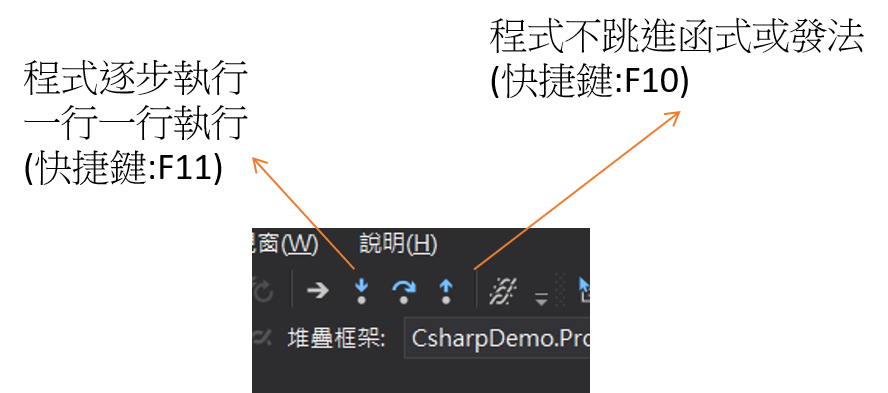 程式不跳進函式或發法
(快捷鍵:F10)
程式逐步執行
一行一行執行
(快捷鍵:F11)
視窗(W) 說明(H)
堆疊框架: CsharpDemo.Pro